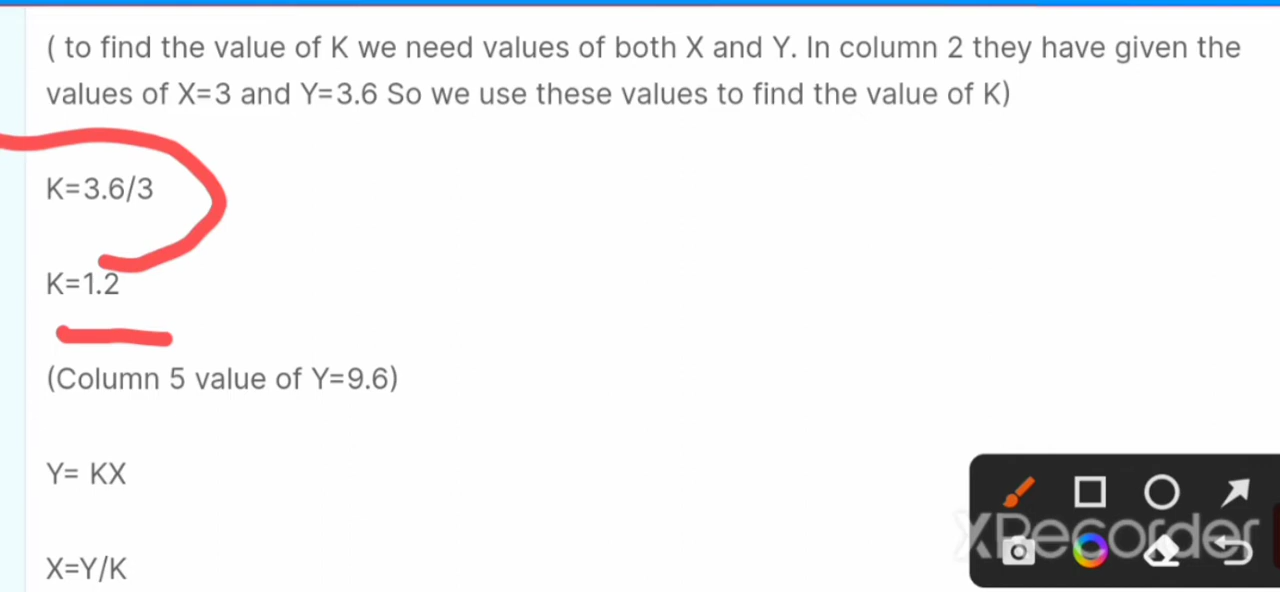 ( to find the value of K we need values of both X and Y. In column 2 they have given the
values of X=3 and Y=3.6 So we use these values to find the value of K)
K=3.6/3
K=1.2
(Column 5 value of Y=9.6)
Y= KX
X=Y/K
XRecorder